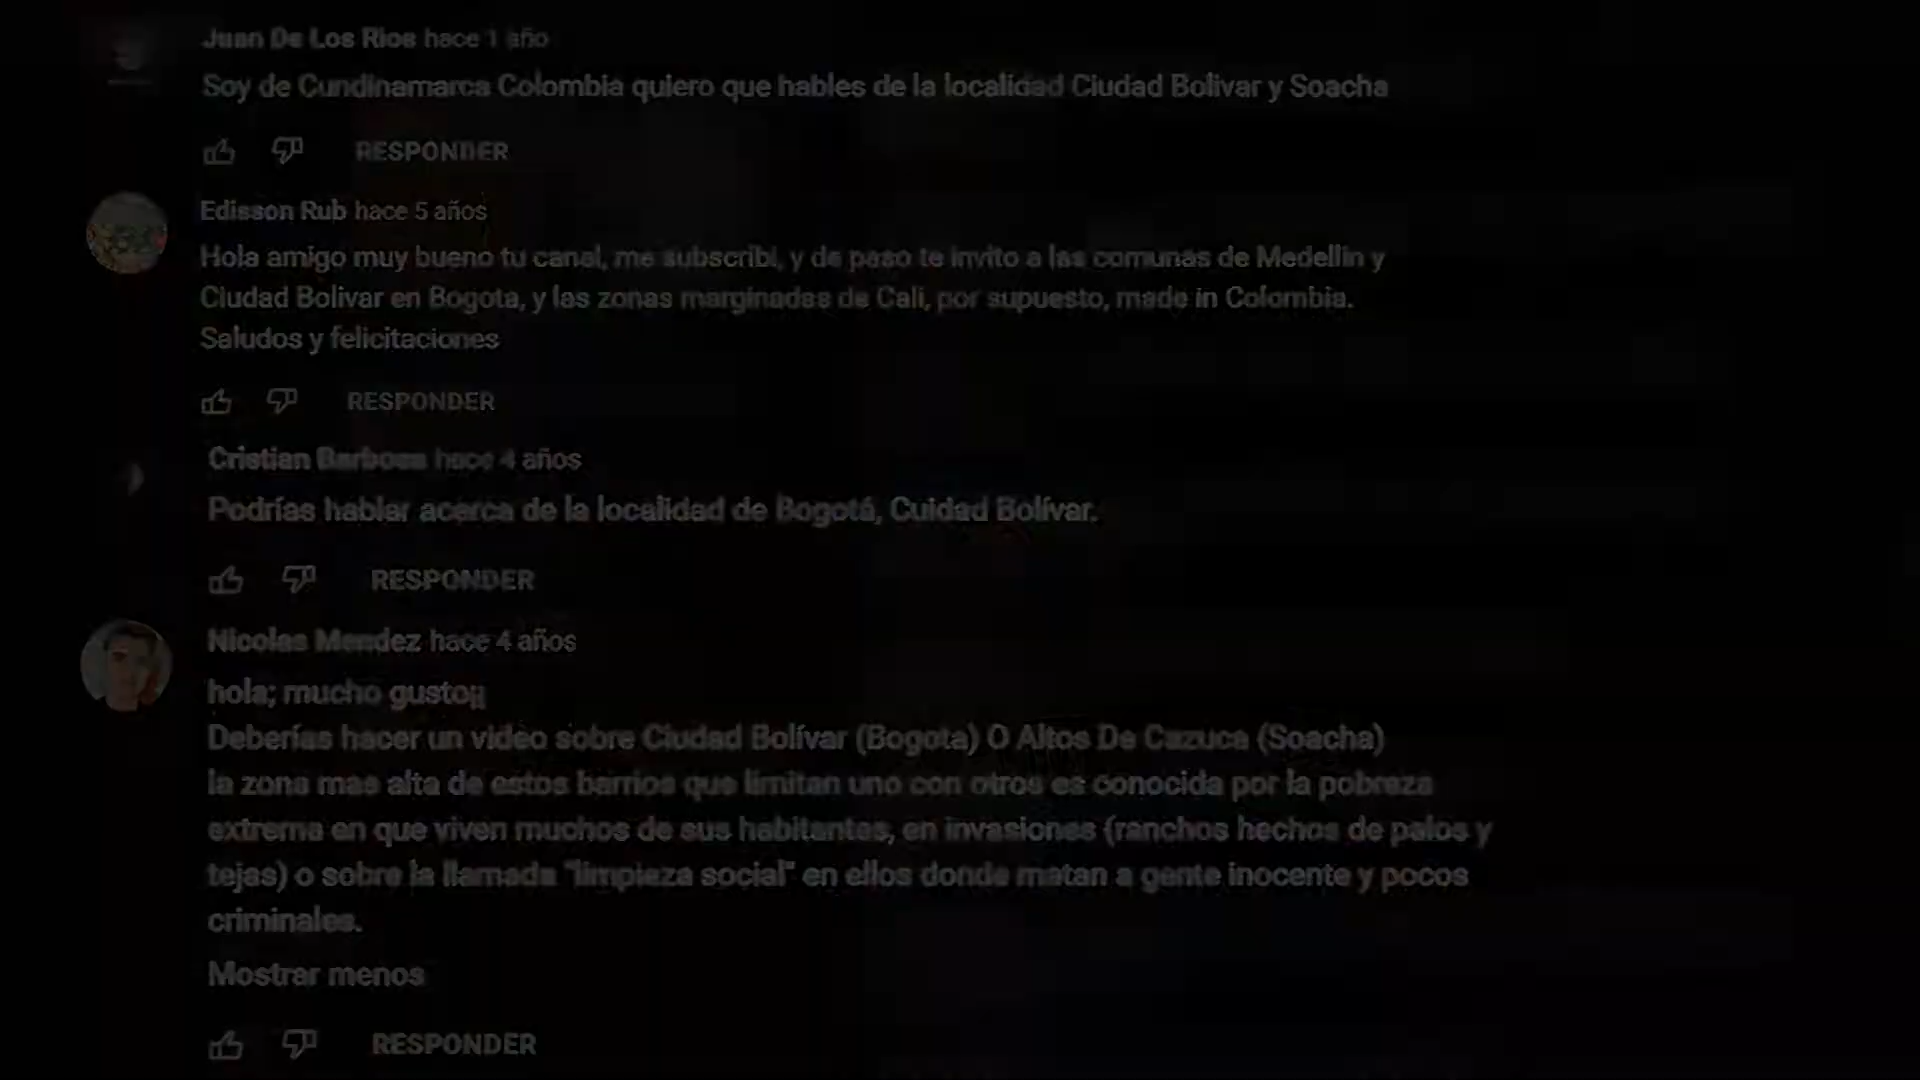 Juan De Los Rios hace 1 año
Soy de Cundinamarca Colombia quiero que hables de la localidad Ciudad Bolivar y Soacha
RESPONDER
Edisson Rub hace 5 años
Hola amigo muy bueno tu canal, me subscribi, y de paso te invito a las comunas de Medellin y
Ciudad Bolivar en Bogota, y las zonas marginadas de Cali, por supuesto, made in Colombia.
Saludos y felicitaciones
RESPONDER
Cristian Barbosa hace 4 años
Podrías hablar acerca de la localidad de Bogotá, Cuidad Bolívar.
RESPONDER
Nicolas Mendez hace 4 años
hola; mucho gusto¡¡
Deberías hacer un video sobre Ciudad Bolívar (Bogota) O Altos De Cazuca (Soacha)
la zona mas alta de estos barrios que limitan uno con otros es conocida por la pobreza
extrema en que viven muchos de sus habitantes, en invasiones (ranchos hechos de palos y
tejas) o sobre la llamada "limpieza social" en ellos donde matan a gente inocente y pocos
criminales.
Mostrar menos
RESPONDER